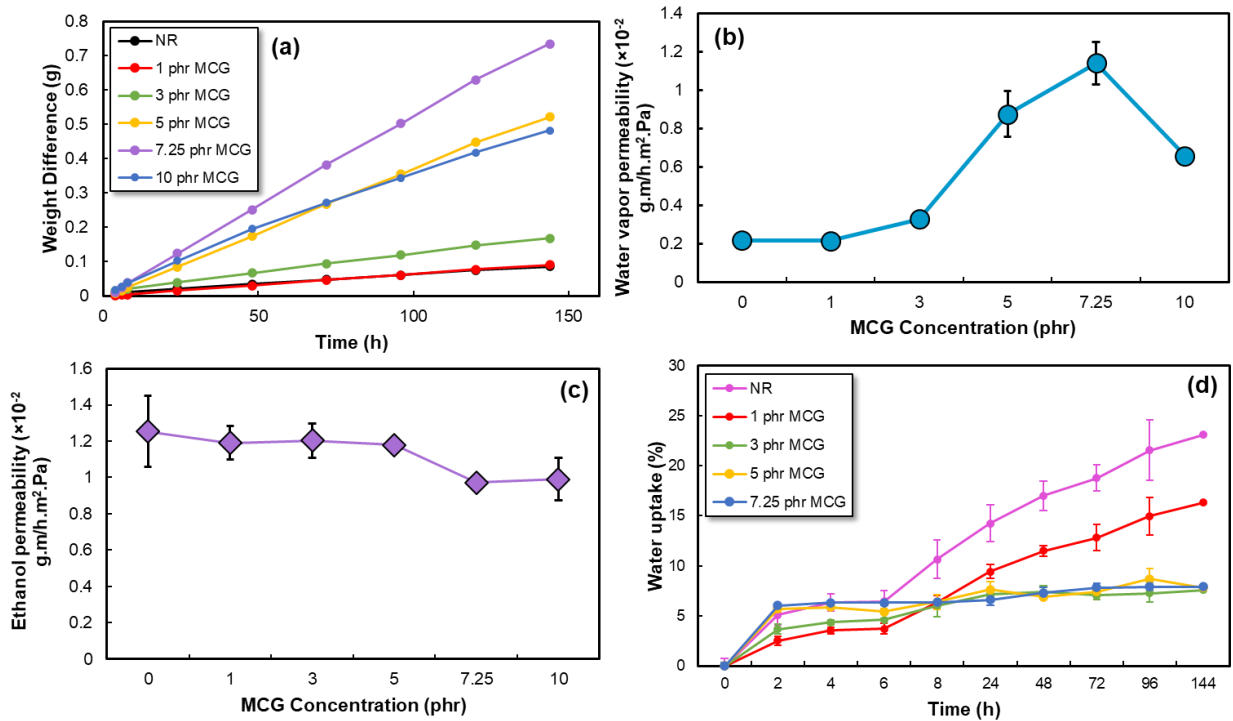 (a)
NR
1 phr MCG
3 phr MCG
5 phr MCG
7.25 phr MCG
10 phr MCG
Weight Difference (g)
0.8
0.7
0.6
0.5
0.4
0.3
0.2
0.1
0
0 50 100 150
Time (h)
(b)
Water vapor permeability (×10⁻²
g.m/h.m².Pa)
1.4
1.2
1
0.8
0.6
0.4
0.2
0
0 1 3 5 7.25 10
MCG Concentration (phr)
(c)
Ethanol permeability (×10⁻²
g.m/h.m².Pa)
1.6
1.4
1.2
1
0.8
0.6
0.4
0.2
0
0 1 3 5 7.25 10
MCG Concentration (phr)
(d)
NR
1 phr MCG
3 phr MCG
5 phr MCG
7.25 phr MCG
Water uptake (%)
30
25
20
15
10
5
0
0 2 4 6 8 24 48 72 96 144
Time (h)